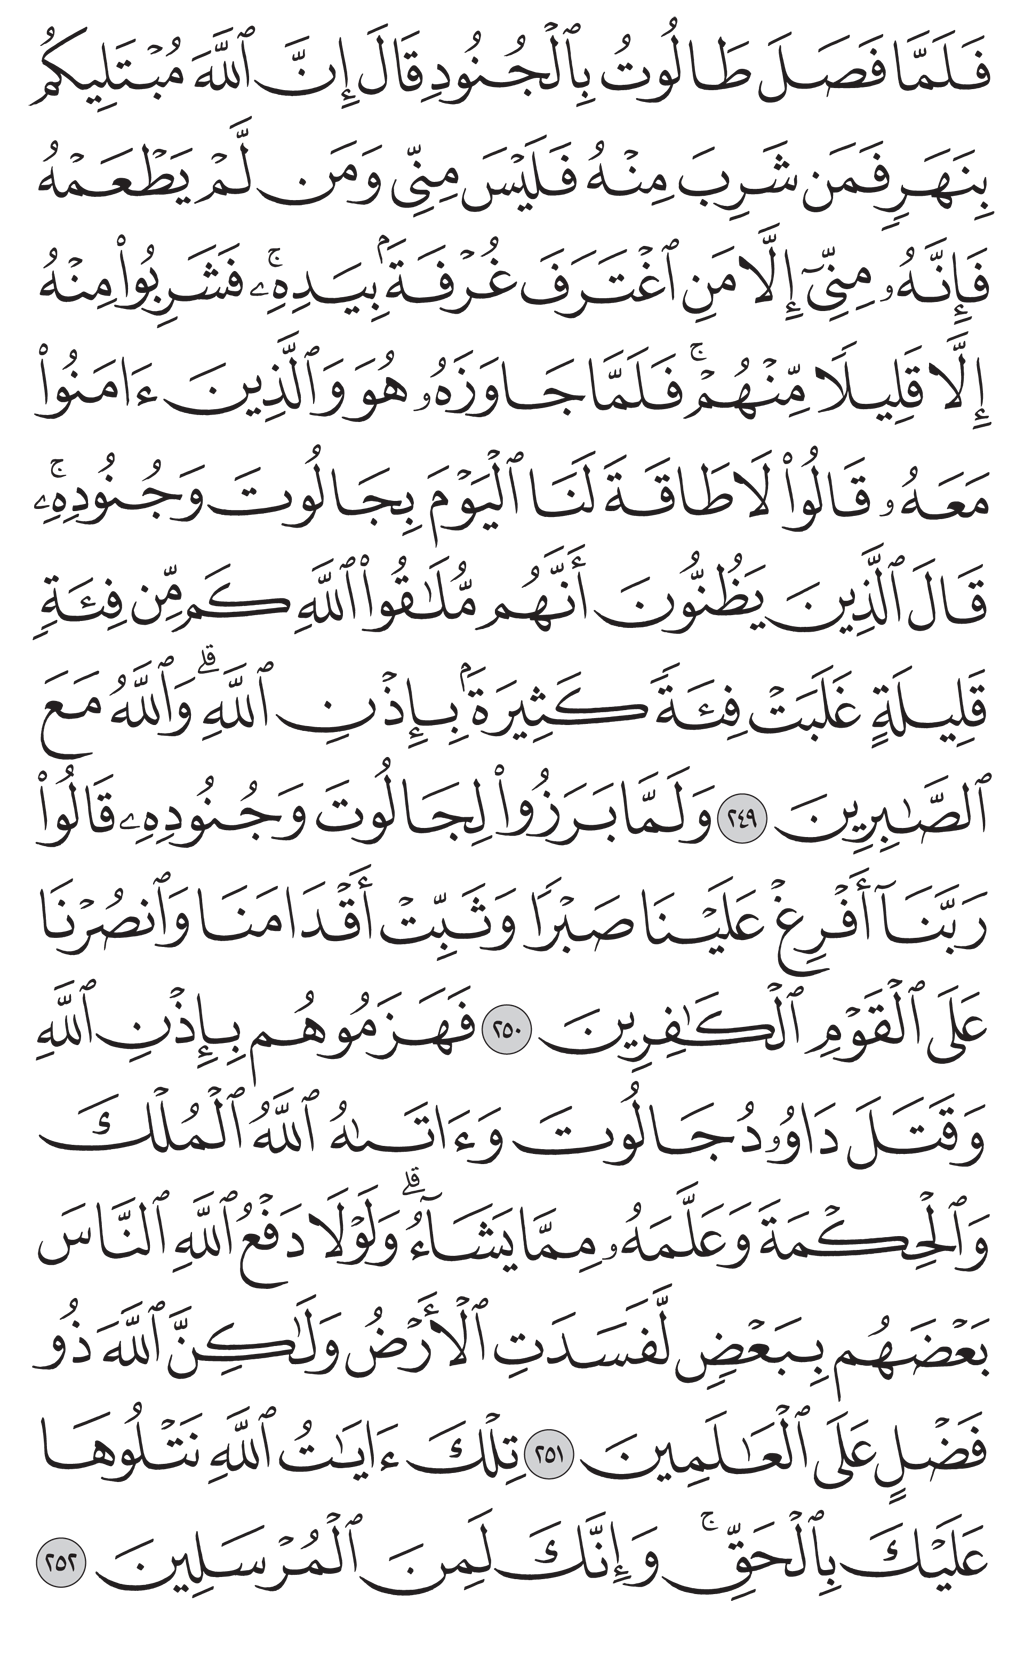 فَلَمَّا فَصَلَ طَالُوتُ بِٱلْجُنُودِ قَالَ إِنَّ ٱللَّهَ مُبْتَلِيكُم
بِنَهَرٍ فَمَن شَرِبَ مِنْهُ فَلَيْسَ مِنِّى وَمَن لَّمْ يَطْعَمْهُ
فَإِنَّهُۥ مِنِّىٓ إِلَّا مَنِ ٱغْتَرَفَ غُرْفَةَۢ بِيَدِهِۦۚ فَشَرِبُوا۟ مِنْهُ
إِلَّا قَلِيلًا مِّنْهُمْۚ فَلَمَّا جَاوَزَهُۥ هُوَ وَٱلَّذِينَ ءَامَنُوا۟
مَعَهُۥ قَالُوا۟ لَا طَاقَةَ لَنَا ٱلْيَوْمَ بِجَالُوتَ وَجُنُودِهِۦۚ
قَالَ ٱلَّذِينَ يَظُنُّونَ أَنَّهُم مُّلَٰقُوا۟ ٱللَّهِ كَم مِّن فِئَةٍ
قَلِيلَةٍ غَلَبَتْ فِئَةً كَثِيرَةَۢ بِإِذْنِ ٱللَّهِۗ وَٱللَّهُ مَعَ
ٱلصَّٰبِرِينَ ٢٤٩ وَلَمَّا بَرَزُوا۟ لِجَالُوتَ وَجُنُودِهِۦ قَالُوا۟
رَبَّنَآ أَفْرِغْ عَلَيْنَا صَبْرًا وَثَبِّتْ أَقْدَامَنَا وَٱنصُرْنَا
عَلَى ٱلْقَوْمِ ٱلْكَٰفِرِينَ ٢٥٠ فَهَزَمُوهُم بِإِذْنِ ٱللَّهِ
وَقَتَلَ دَاوُۥدُ جَالُوتَ وَءَاتَىٰهُ ٱللَّهُ ٱلْمُلْكَ
وَٱلْحِكْمَةَ وَعَلَّمَهُۥ مِمَّا يَشَآءُۗ وَلَوْلَا دَفْعُ ٱللَّهِ ٱلنَّاسَ
بَعْضَهُم بِبَعْضٍ لَّفَسَدَتِ ٱلْأَرْضُ وَلَٰكِنَّ ٱللَّهَ ذُو
فَضْلٍ عَلَى ٱلْعَٰلَمِينَ ٢٥١ تِلْكَ ءَايَٰتُ ٱللَّهِ نَتْلُوهَا
عَلَيْكَ بِٱلْحَقِّۚ وَإِنَّكَ لَمِنَ ٱلْمُرْسَلِينَ ٢٥٢